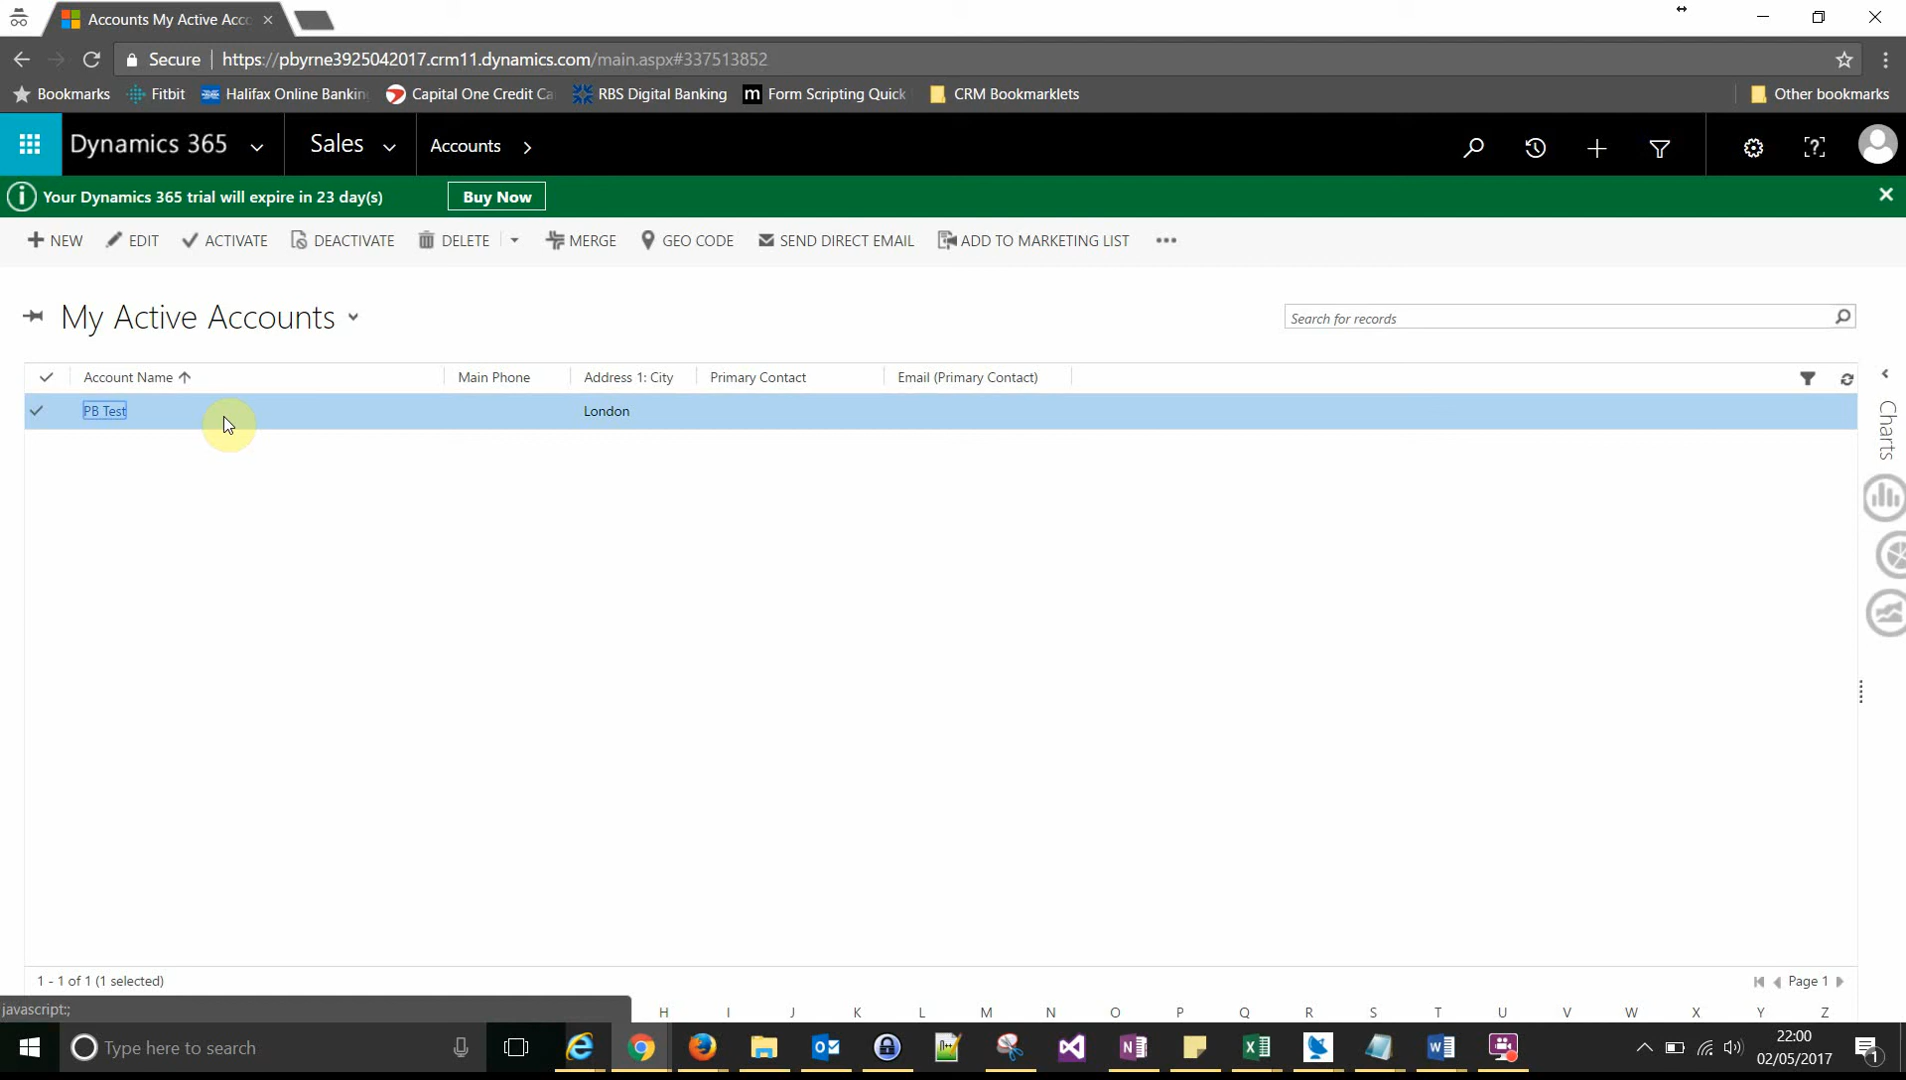 Accounts My Active Acc
Secure https://pbyrne3925042017.crm11.dynamics.com/main.aspx#337513852
Bookmarks Fitbit Halifax Online Bankin Capital One Credit Ca RBS Digital Banking m Form Scripting Quick CRM Bookmarklets Other bookmarks
Dynamics 365 Sales Accounts
Your Dynamics 365 trial will expire in 23 day(s) Buy Now
NEW EDIT ACTIVATE DEACTIVATE DELETE MERGE GEO CODE SEND DIRECT EMAIL ADD TO MARKETING LIST
My Active Accounts Search for records
Account Name Main Phone Address 1: City Primary Contact Email (Primary Contact)
PB Test London
Charts
1 - 1 of 1 (1 selected) Page 1
javascript:; H I J K L M N O P Q R S T U V W X Y Z
Type here to search 22:00
02/05/2017 1